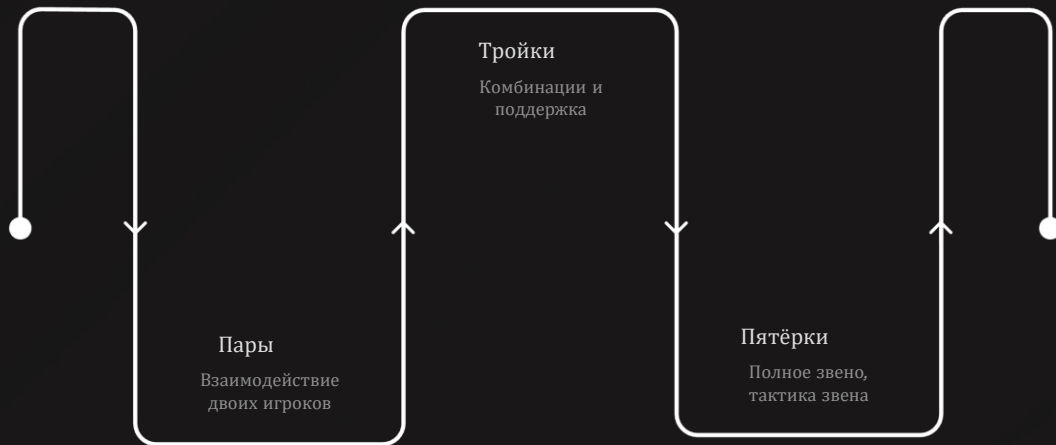 Тройки
Комбинации и
поддержка
Пары
Взаимодействие
двоих игроков
Пятёрки
Полное звено,
тактика звена